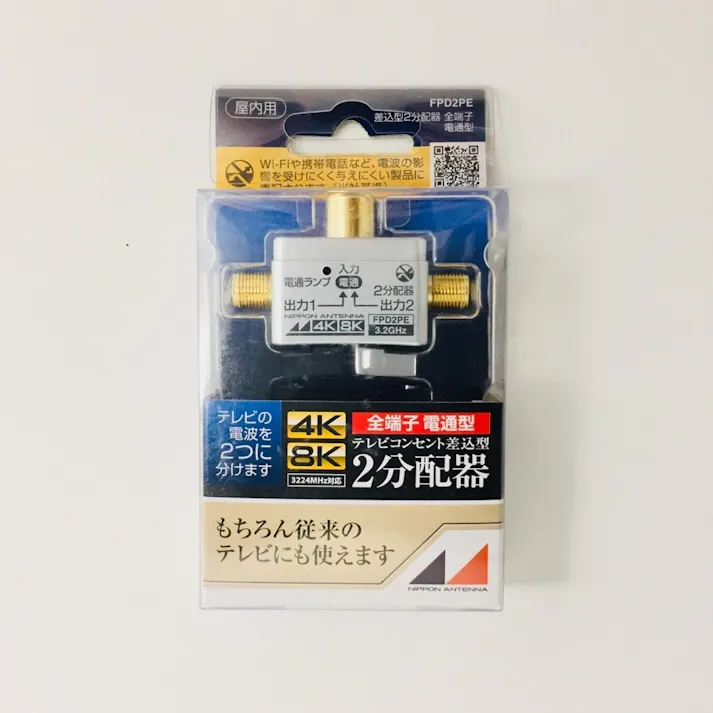 屋内用
FPD2PE
差込型2分配器 全端子
電通型
Wi-Fiや携帯電話など、電波の影
響を受けにくく与えにくい製品に
入力
電通ランプ 電通 2分配器
出力1 出力2
NIPPON ANTENNA
4K 8K FPD2PE
3.2GHz
テレビの
電波を
2つに
分けます
4K
8K
3224MHz対応
全端子 電通型
テレビコンセント差込型
2分配器
もちろん従来の
テレビにも使えます
NIPPON ANTENNA